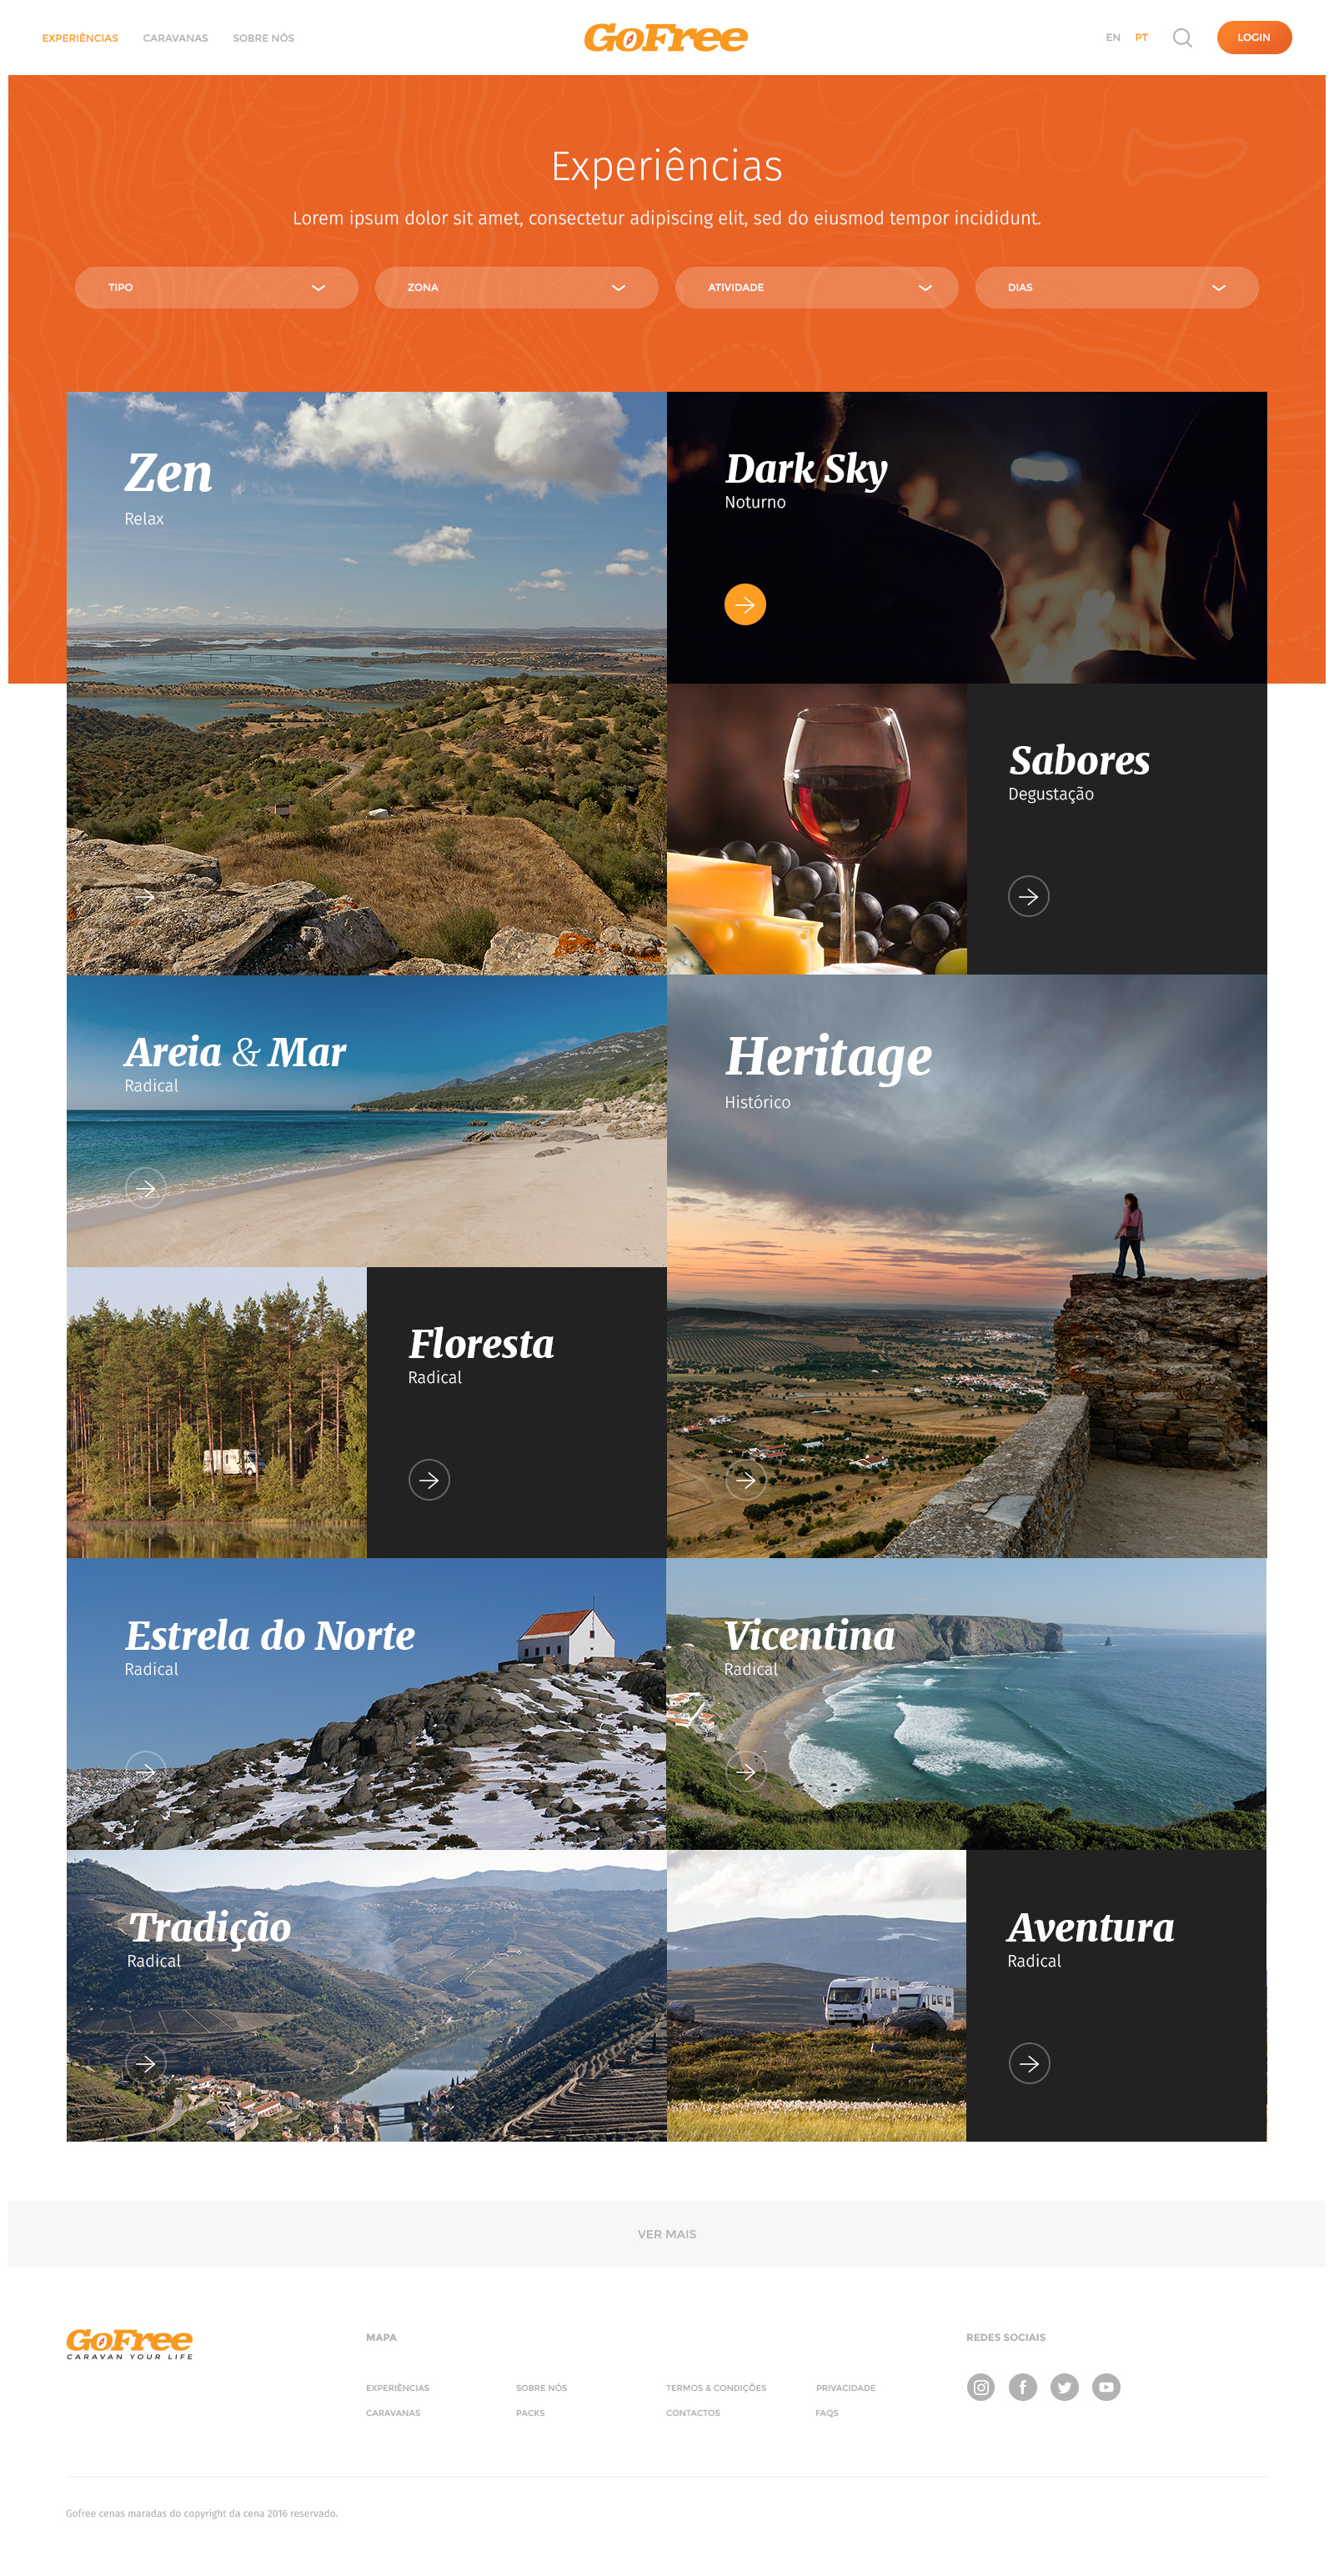 EXPERIÊNCIAS CARAVANAS SOBRE NÓS GoFree EN PT LOGIN
Experiências
Lorem ipsum dolor sit amet, consectetur adipiscing elit, sed do eiusmod tempor incididunt.
TIPO ZONA ATIVIDADE DIAS
Zen
Relax
Dark Sky
Noturno
Sabores
Degustação
Areia & Mar
Radical
Heritage
Histórico
Floresta
Radical
Estrela do Norte
Radical
Vicentina
Radical
Tradição
Radical
Aventura
Radical
VER MAIS
GoFree
CARAVAN YOUR LIFE
MAPA
EXPERIÊNCIAS SOBRE NÓS TERMOS & CONDIÇÕES PRIVACIDADE
CARAVANAS PACKS CONTACTOS FAQS
REDES SOCIAIS
Gofree cenas maradas do copyright da cena 2016 reservado.